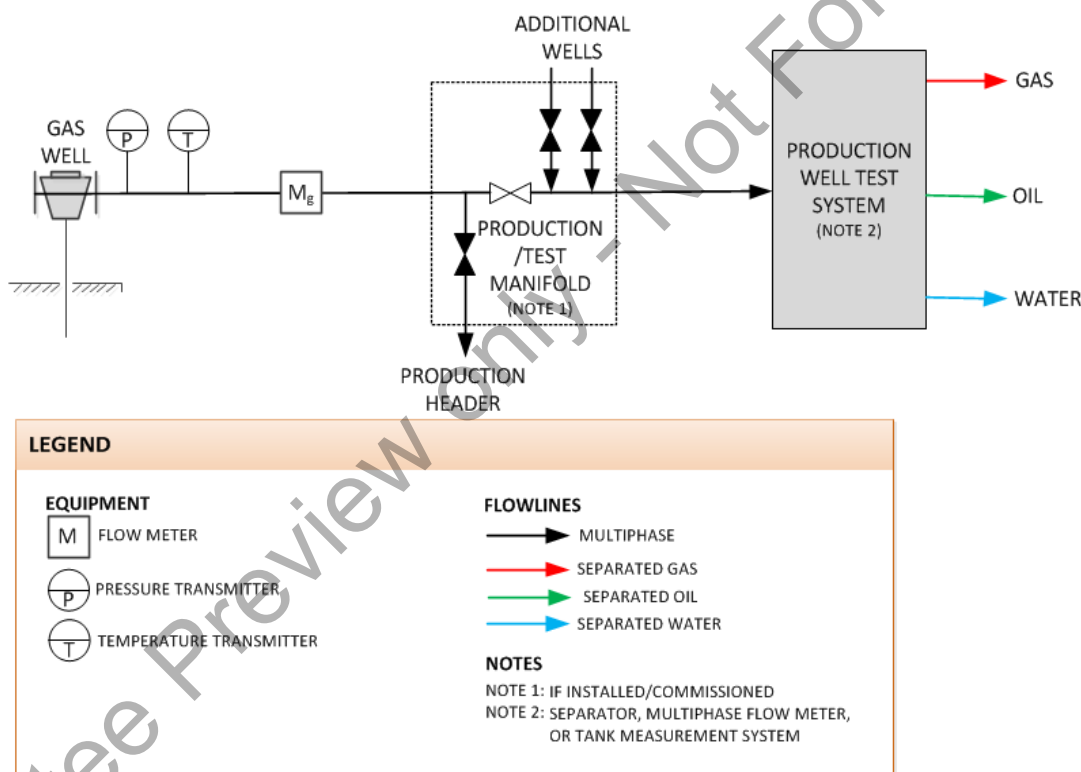 ADDITIONAL
WELLS
GAS
WELL
P
T
Mg
PRODUCTION
/TEST
MANIFOLD
(NOTE 1)
PRODUCTION
HEADER
PRODUCTION
WELL TEST
SYSTEM
(NOTE 2)
GAS
OIL
WATER
LEGEND
EQUIPMENT
M FLOW METER
P PRESSURE TRANSMITTER
T TEMPERATURE TRANSMITTER
FLOWLINES
MULTIPHASE
SEPARATED GAS
SEPARATED OIL
SEPARATED WATER
NOTES
NOTE 1: IF INSTALLED/COMMISSIONED
NOTE 2: SEPARATOR, MULTIPHASE FLOW METER,
OR TANK MEASUREMENT SYSTEM
Preview only - Not For